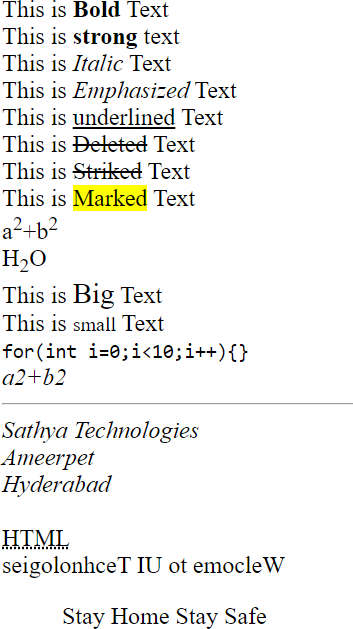 This is Bold Text
This is strong text
This is Italic Text
This is Emphasized Text
This is underlined Text
This is Deleted Text
This is Striked Text
This is Marked Text
a²+b²
H₂O
This is Big Text
This is small Text
for(int i=0;i<10;i++){}
a2+b2
Sathya Technologies
Ameerpet
Hyderabad
HTML
seigolonhceT IU ot emocleW
Stay Home Stay Safe